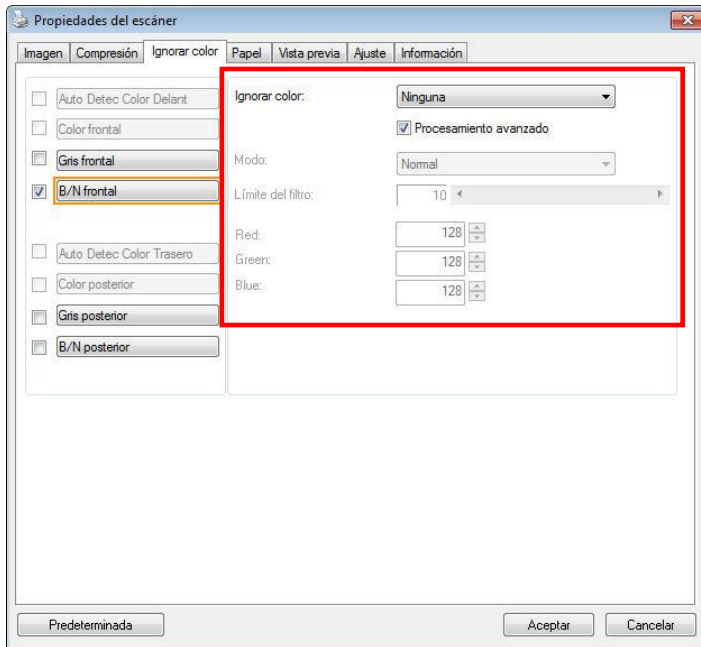 Propiedades del escáner
Imagen Compresión Ignorar color Papel Vista previa Ajuste Información
Auto Detec Color Delant
Color frontal
Gris frontal
B/N frontal
Auto Detec Color Trasero
Color posterior
Gris posterior
B/N posterior
Ignorar color: Ninguna
Procesamiento avanzado
Modo: Normal
Límite del filtro: 10
Red: 128
Green: 128
Blue: 128
Predeterminada Aceptar Cancelar